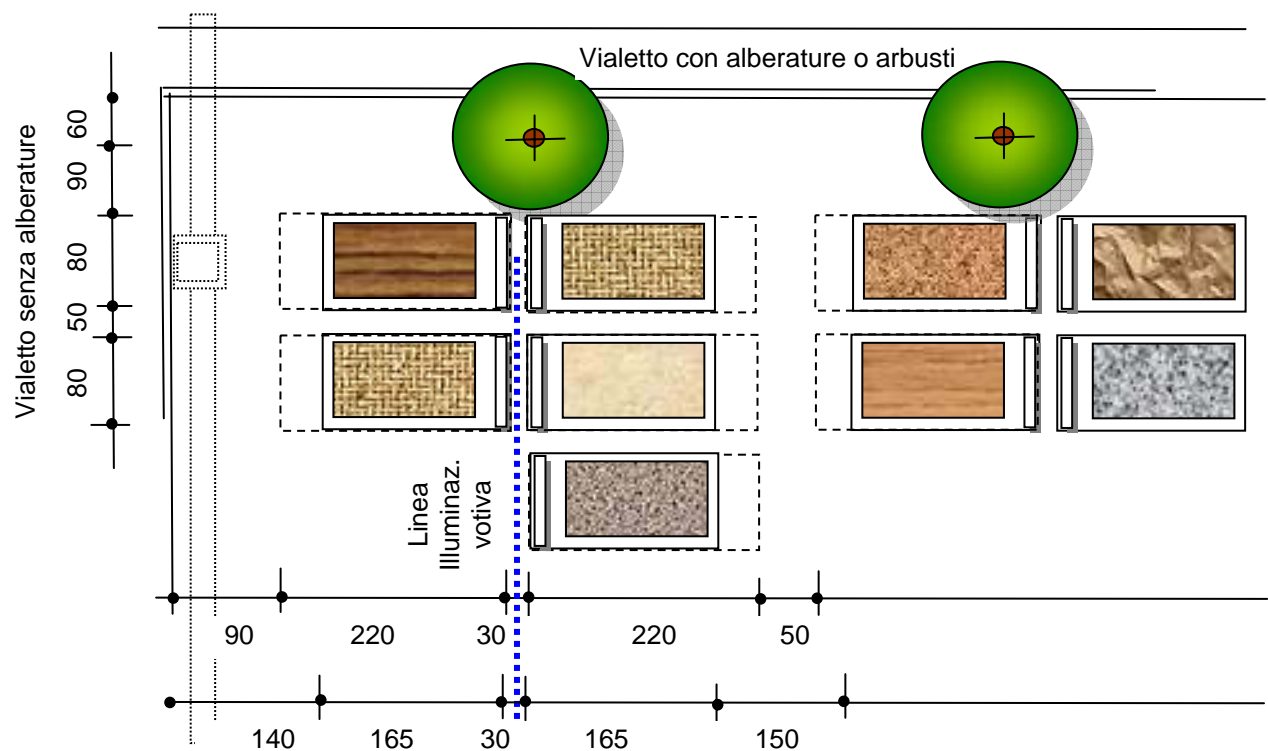 Vialetto con alberature o arbusti
Vialetto senza alberature
60
90
80
50
80
Linea
Illuminaz.
votiva
90 220 30 220 50
140 165 30 165 150